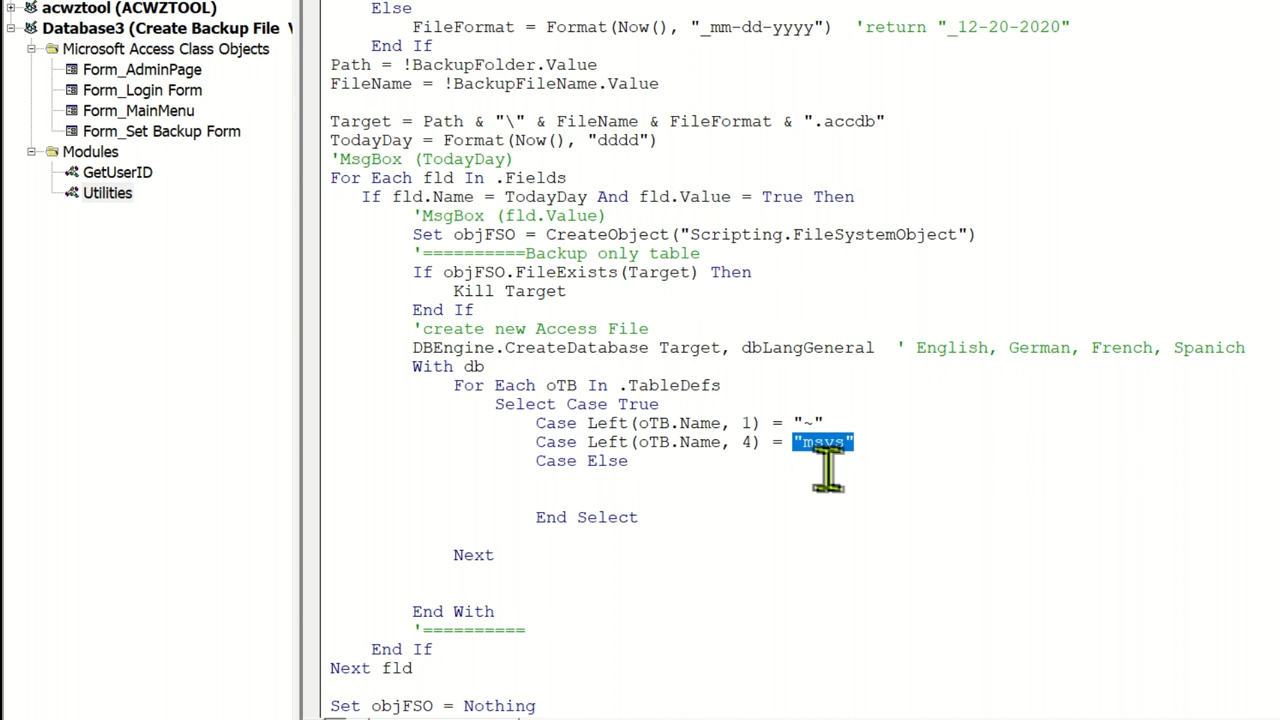 acwztool (ACWZTOOL)
Database3 (Create Backup File
Microsoft Access Class Objects
Form_AdminPage
Form_Login Form
Form_MainMenu
Form_Set Backup Form
Modules
GetUserID
Utilities
Else
FileFormat = Format(Now(), "_mm-dd-yyyy")  'return "_12-20-2020"
End If
Path = !BackupFolder.Value
FileName = !BackupFileName.Value
Target = Path & "\" & FileName & FileFormat & ".accdb"
TodayDay = Format(Now(), "dddd")
'MsgBox (TodayDay)
For Each fld In .Fields
If fld.Name = TodayDay And fld.Value = True Then
'MsgBox (fld.Value)
Set objFSO = CreateObject("Scripting.FileSystemObject")
'==========Backup only table
If objFSO.FileExists(Target) Then
Kill Target
End If
'create new Access File
DBEngine.CreateDatabase Target, dbLangGeneral  ' English, German, French, Spanich
With db
For Each oTB In .TableDefs
Select Case True
Case Left(oTB.Name, 1) = "~"
Case Left(oTB.Name, 4) = "msys"
Case Else
End Select
Next
End With
'==========
End If
Next fld
Set objFSO = Nothing